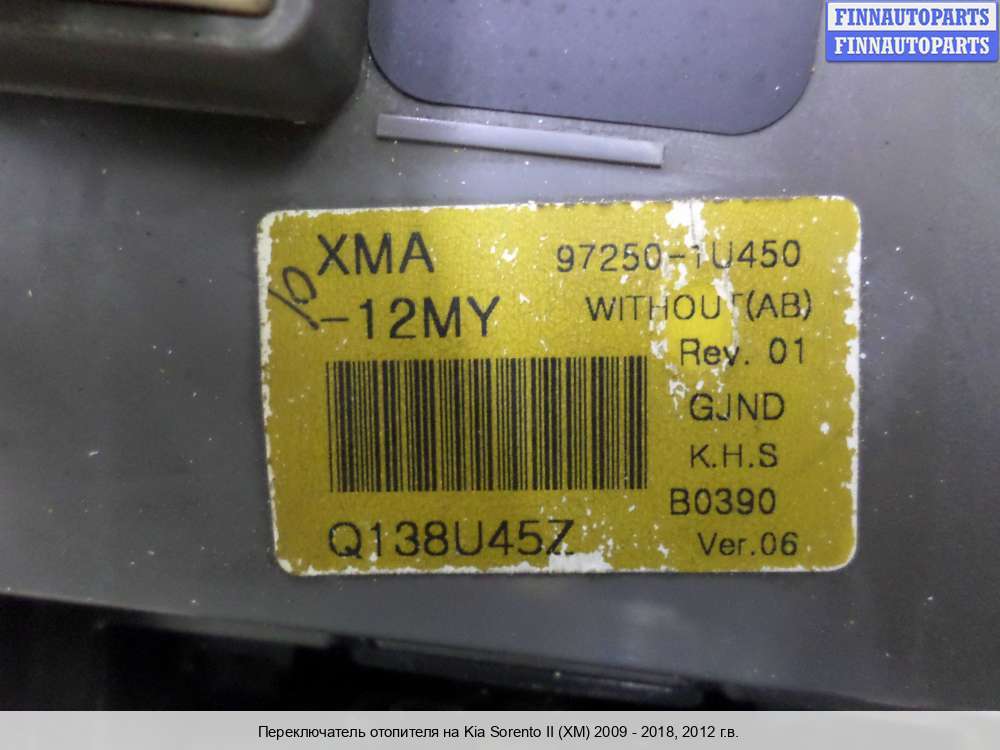 FINNAUTOPARTS
FINNAUTOPARTS
XMA
97250-1U450
10
-12MY
WITHOUT(AB)
Rev. 01
GJND
K.H.S
B0390
Q138U45Z
Ver.06
Переключатель отопителя на Kia Sorento II (XM) 2009 - 2018, 2012 г.в.